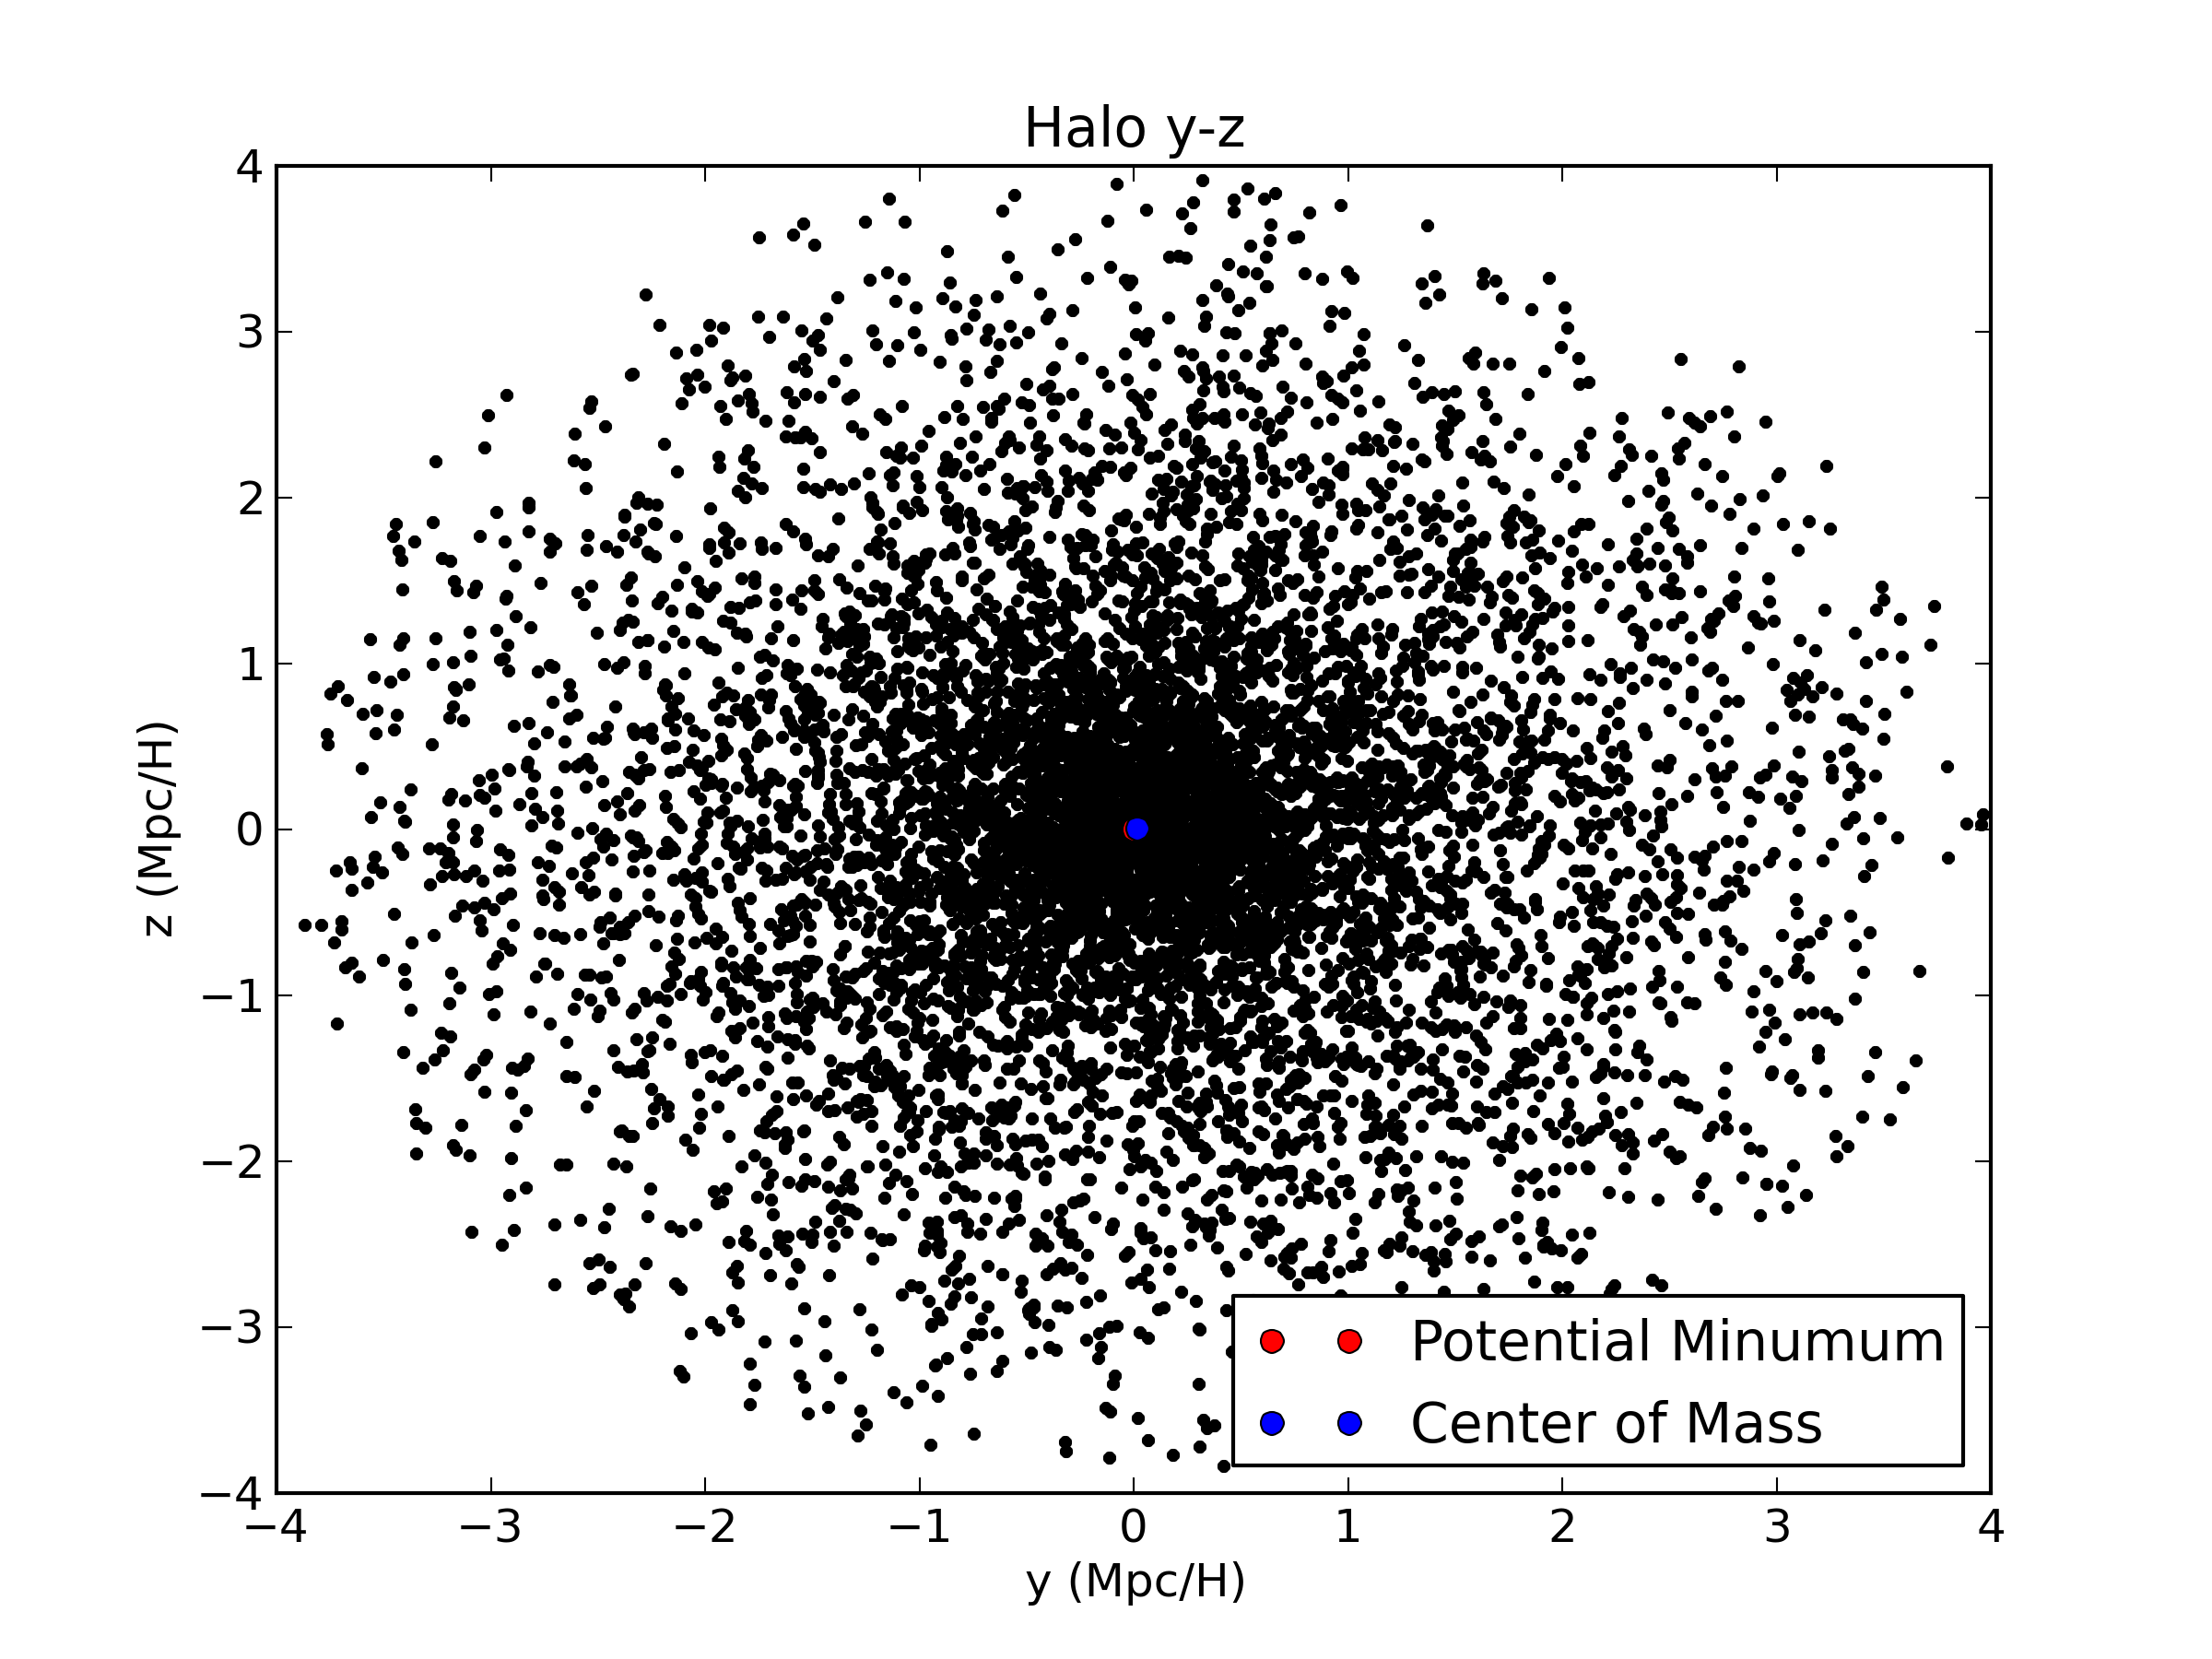 Halo y-z
4
3
2
1
0
−1
−2
−3
−4
z (Mpc/H)
Potential Minumum
Center of Mass
−4 −3 −2 −1 0 1 2 3 4
y (Mpc/H)